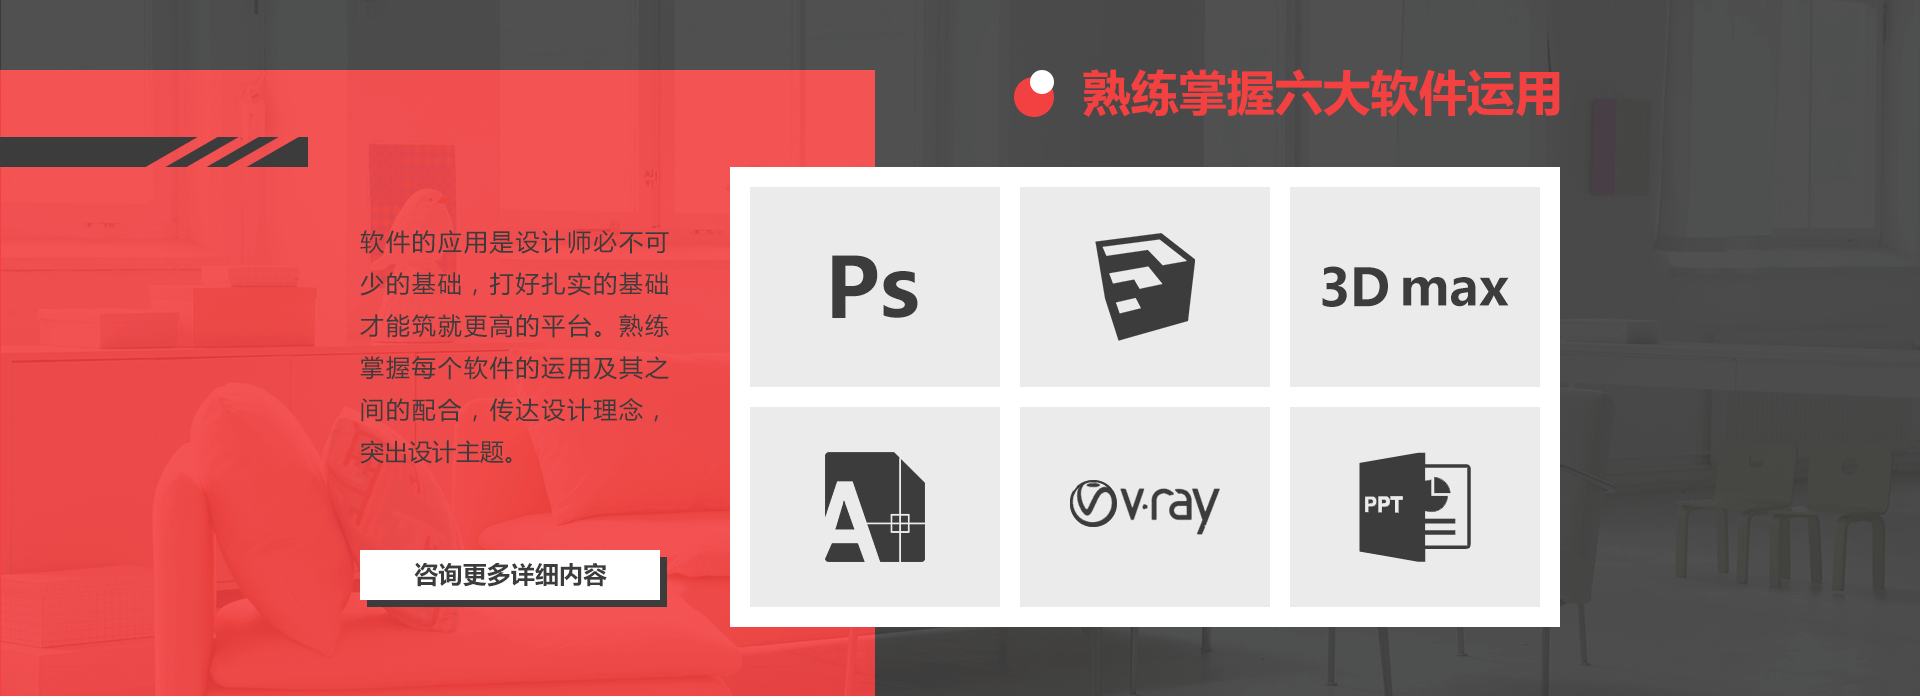 熟练掌握六大软件运用
软件的应用是设计师必不可
少的基础，打好扎实的基础
才能筑就更高的平台。熟练
掌握每个软件的运用及其之
间的配合，传达设计理念，
突出设计主题。
咨询更多详细内容
Ps
3D max
A
v·ray
PPT